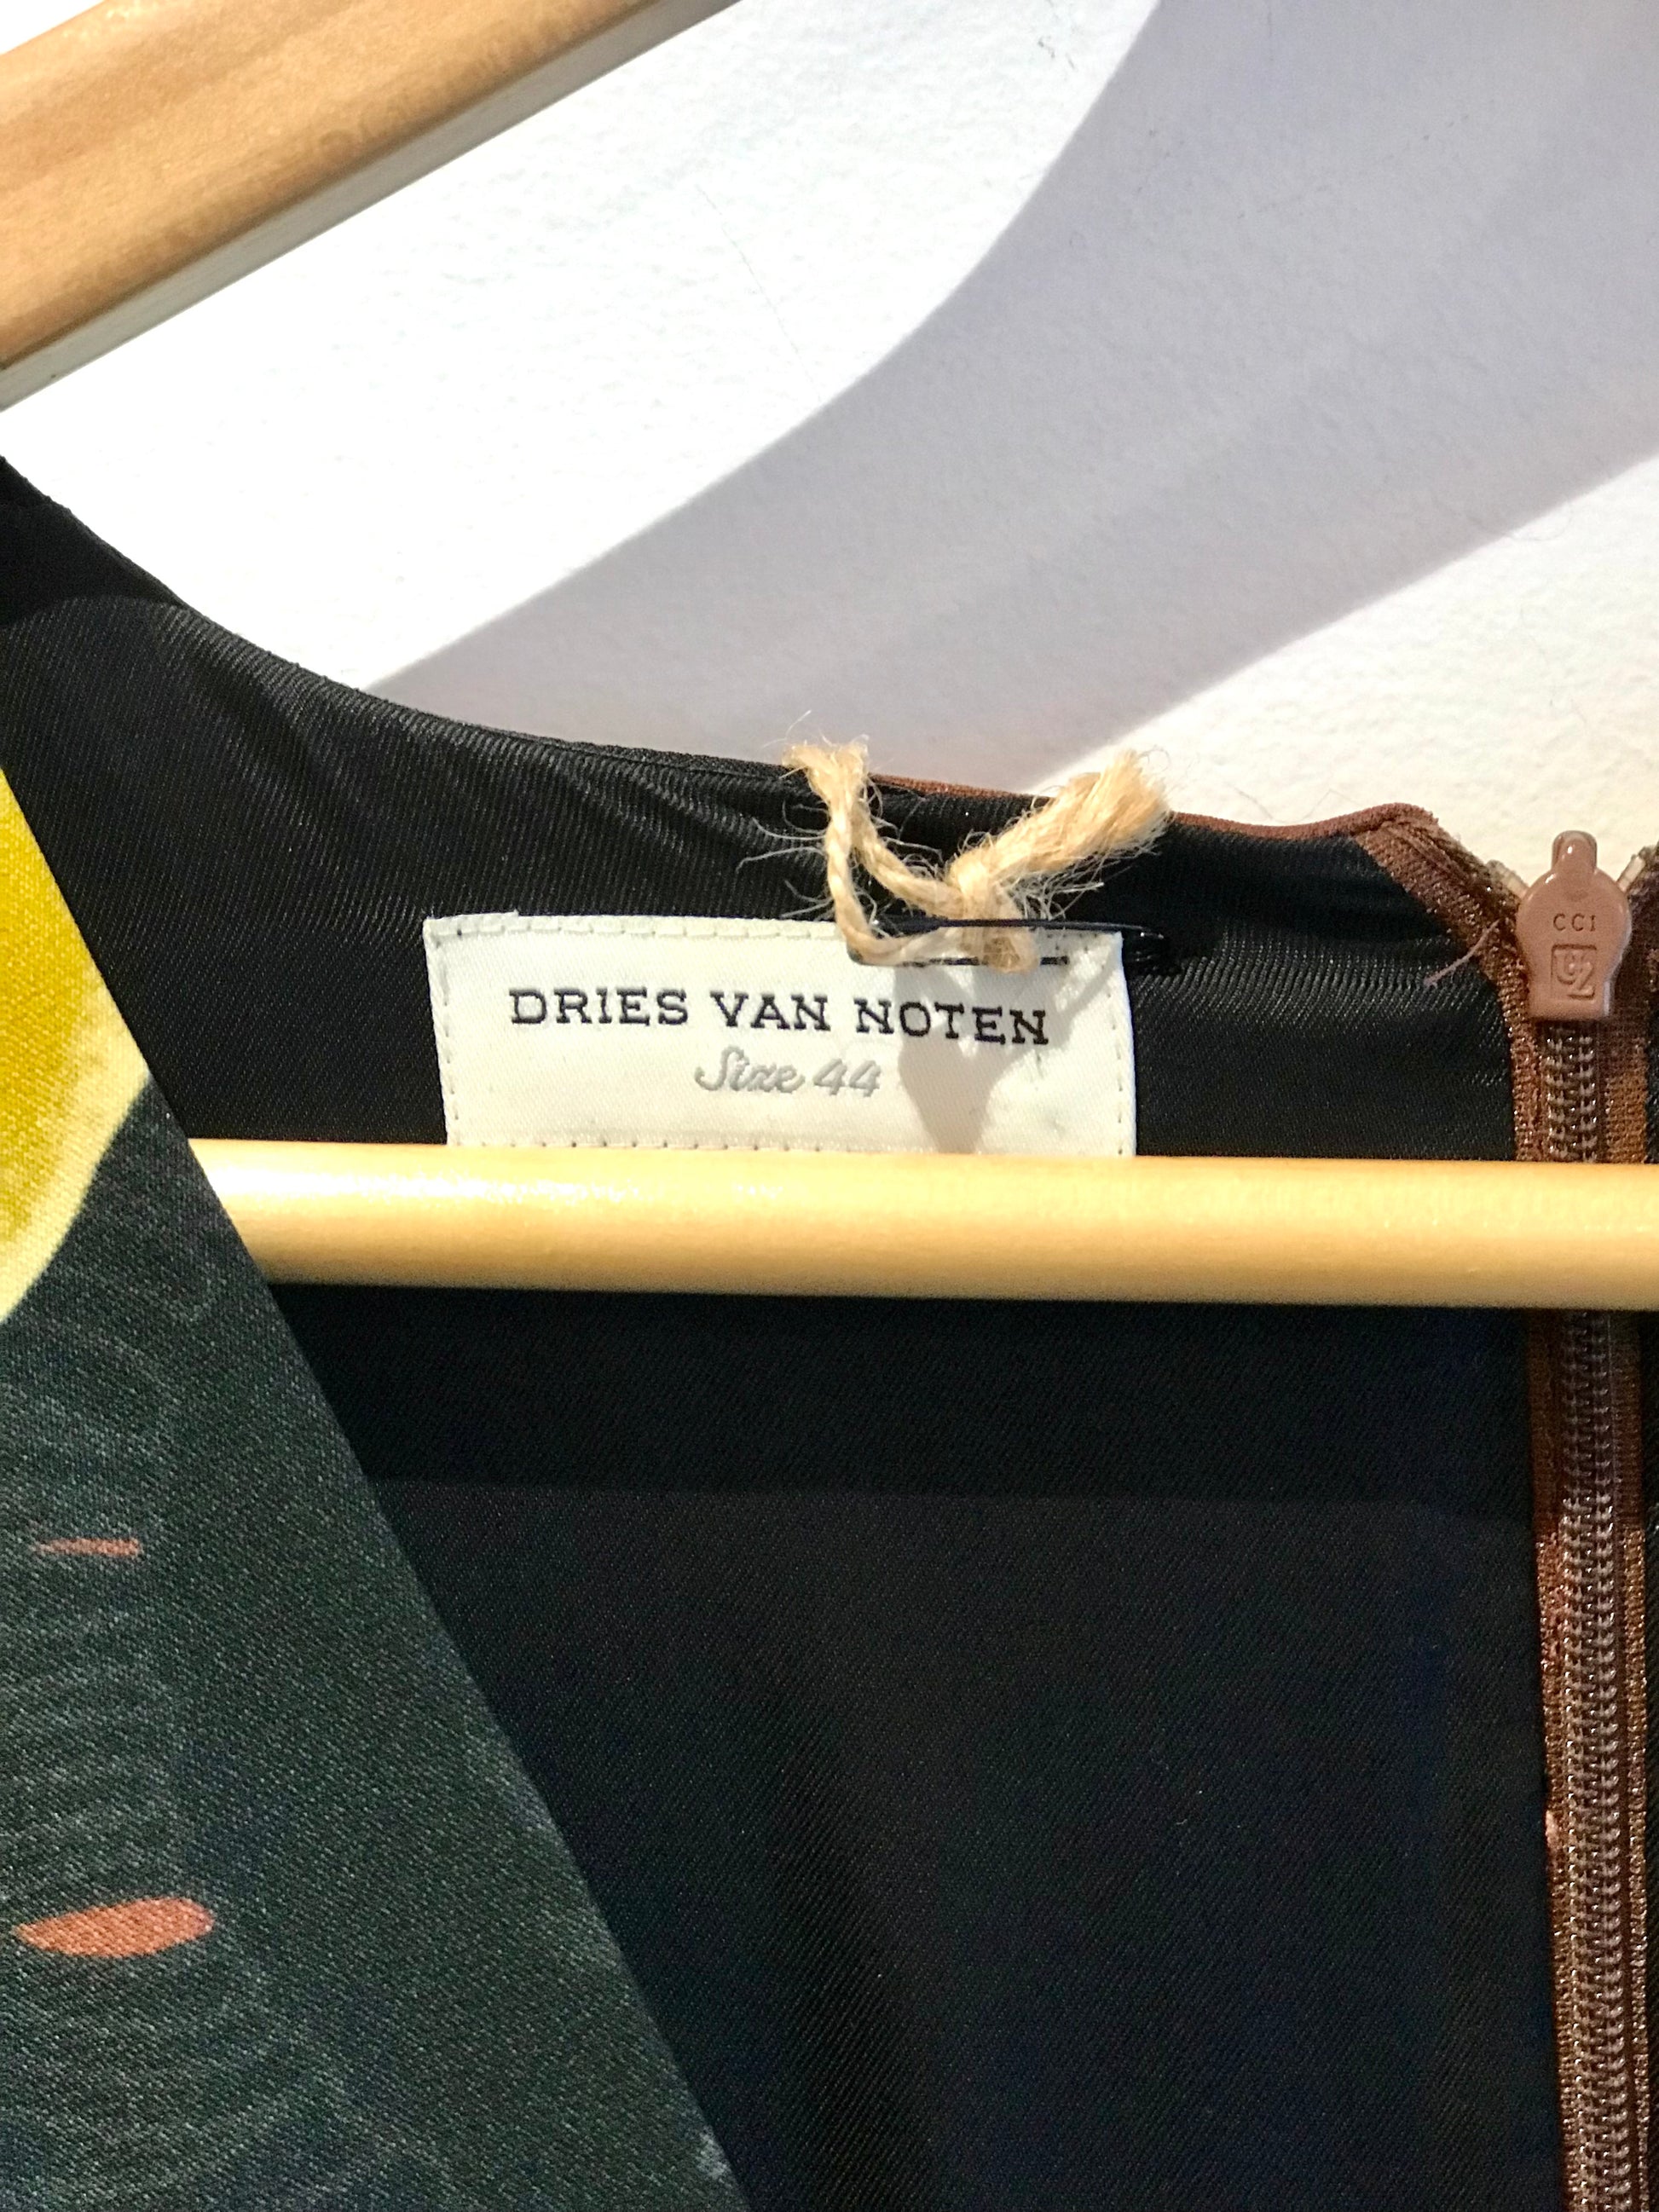 CCI
DRIES VAN NOTEN
Size 44